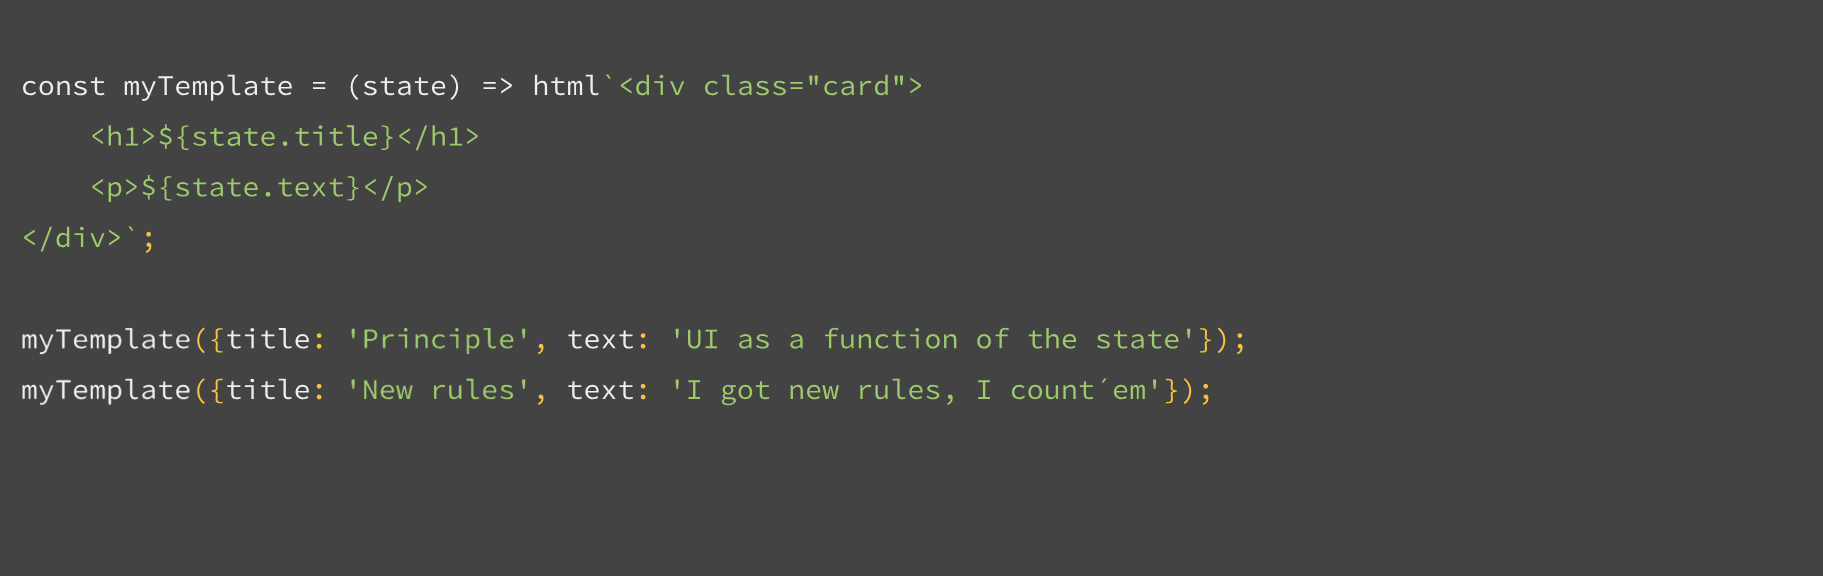 const myTemplate = (state) => html`<div class="card">
    <h1>${state.title}</h1>
    <p>${state.text}</p>
</div>`;
myTemplate({title: 'Principle', text: 'UI as a function of the state'});
myTemplate({title: 'New rules', text: 'I got new rules, I count´em'});